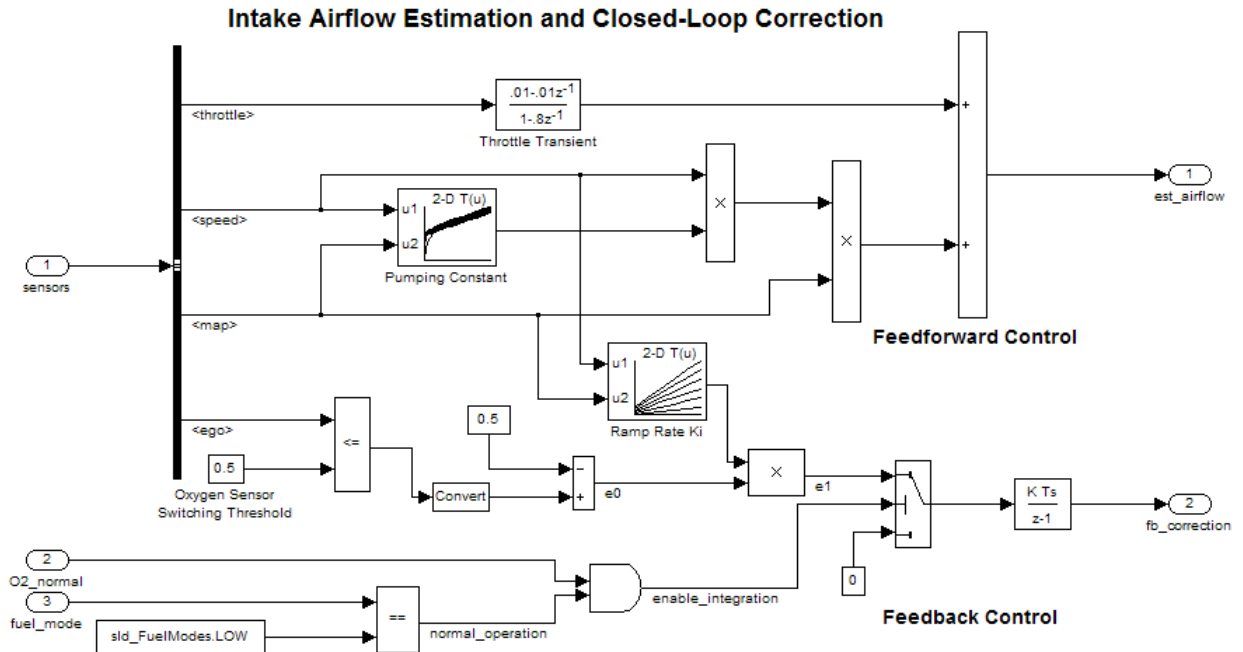 Intake Airflow Estimation and Closed-Loop Correction
<throttle>
.01-.01z-1
1-.8z-1
Throttle Transient
+
1
est_airflow
<speed>
2-D T(u)
u1
u2
Pumping Constant
×
×
+
1
sensors
<map>
Feedforward Control
2-D T(u)
u1
u2
Ramp Rate Ki
<ego>
<=
0.5
Oxygen Sensor
Switching Threshold
0.5
Convert
−
+
e0
×
e1
K Ts
z-1
2
fb_correction
0
2
O2_normal
3
fuel_mode
sld_FuelModes.LOW
==
normal_operation
enable_integration
Feedback Control